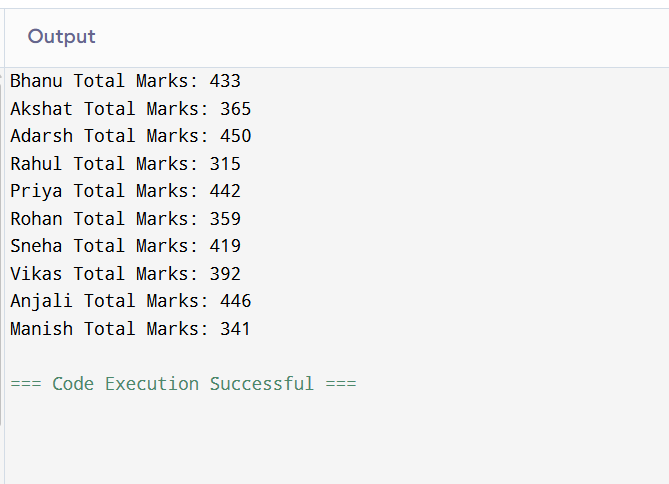 Output
Bhanu Total Marks: 433
Akshat Total Marks: 365
Adarsh Total Marks: 450
Rahul Total Marks: 315
Priya Total Marks: 442
Rohan Total Marks: 359
Sneha Total Marks: 419
Vikas Total Marks: 392
Anjali Total Marks: 446
Manish Total Marks: 341
=== Code Execution Successful ===